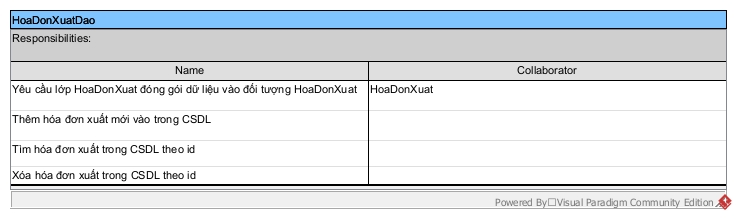 HoaDonXuatDao
Responsibilities:
Name Collaborator
Yêu cầu lớp HoaDonXuat đóng gói dữ liệu vào đối tượng HoaDonXuat HoaDonXuat
Thêm hóa đơn xuất mới vào trong CSDL
Tìm hóa đơn xuất trong CSDL theo id
Xóa hóa đơn xuất trong CSDL theo id
Powered By Visual Paradigm Community Edition